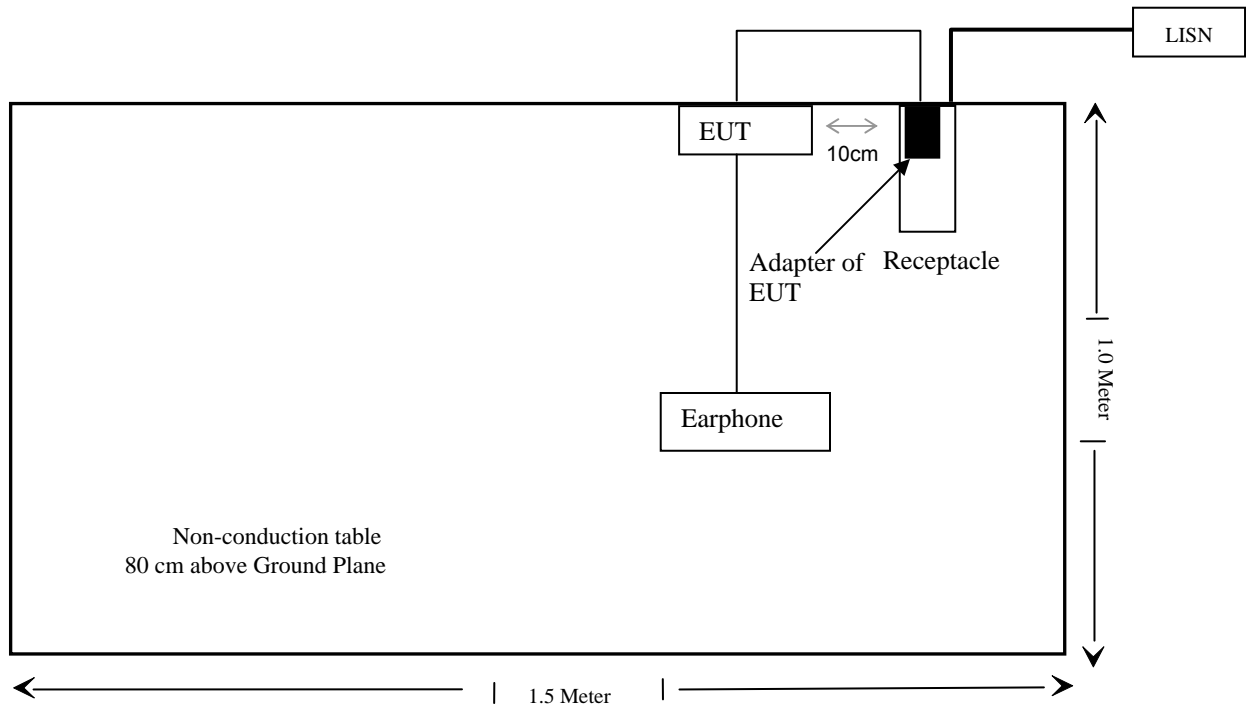 LISN
EUT
10cm
Adapter of
EUT
Receptacle
1.0 Meter
Earphone
Non-conduction table
80 cm above Ground Plane
1.5 Meter